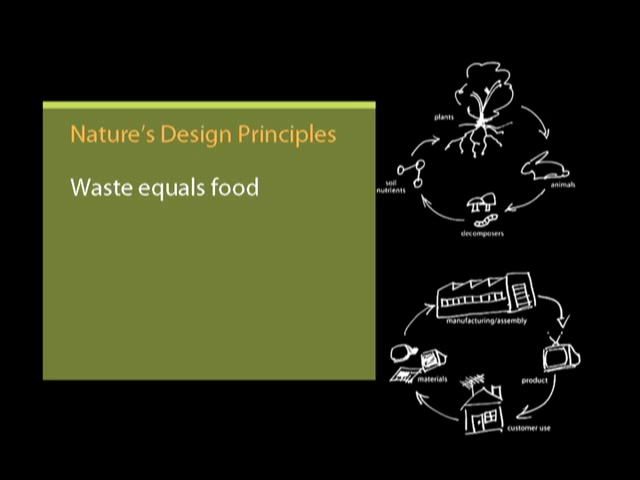 Nature's Design Principles
Waste equals food
plants
animals
decomposers
soil
nutrients
manufacturing/assembly
product
customer use
materials